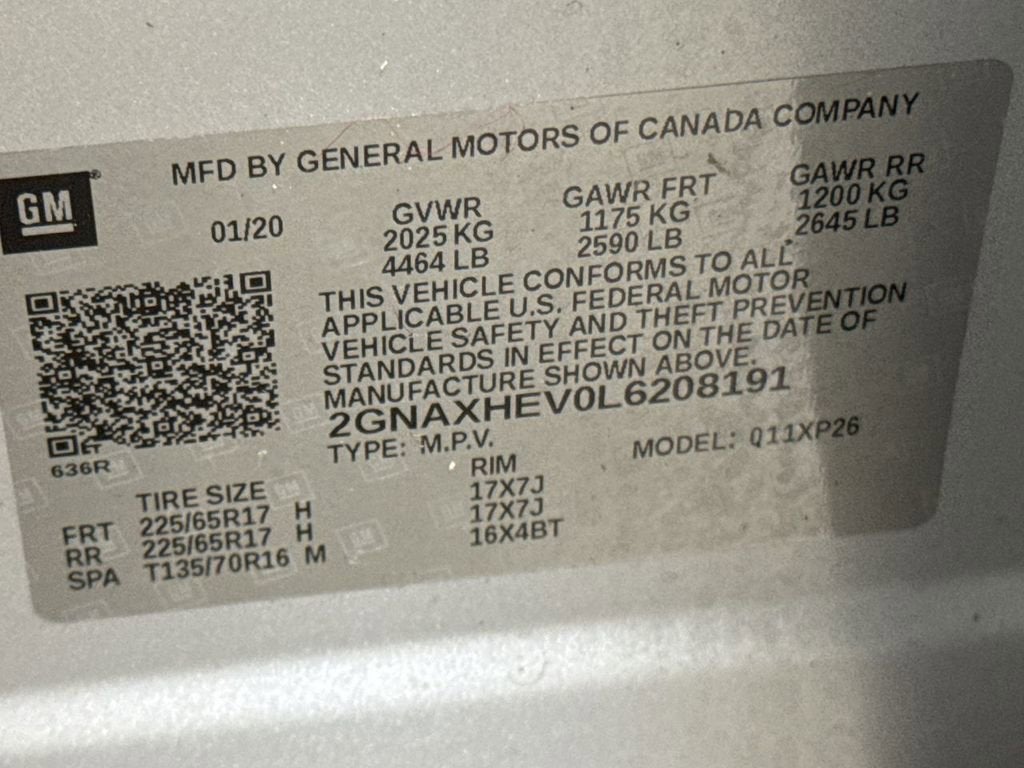 MFD BY GENERAL MOTORS OF CANADA COMPANY
GM
01/20
GVWR
2025 KG
4464 LB
GAWR FRT
1175 KG
2590 LB
GAWR RR
1200 KG
2645 LB
THIS VEHICLE CONFORMS TO ALL
APPLICABLE U.S. FEDERAL MOTOR
VEHICLE SAFETY AND THEFT PREVENTION
STANDARDS IN EFFECT ON THE DATE OF
MANUFACTURE SHOWN ABOVE.
2GNAXHEV0L6208191
TYPE: M.P.V. MODEL: Q11XP26
636R
TIRE SIZE RIM
FRT 225/65R17 H 17X7J
RR 225/65R17 H 17X7J
SPA T135/70R16 M 16X4BT